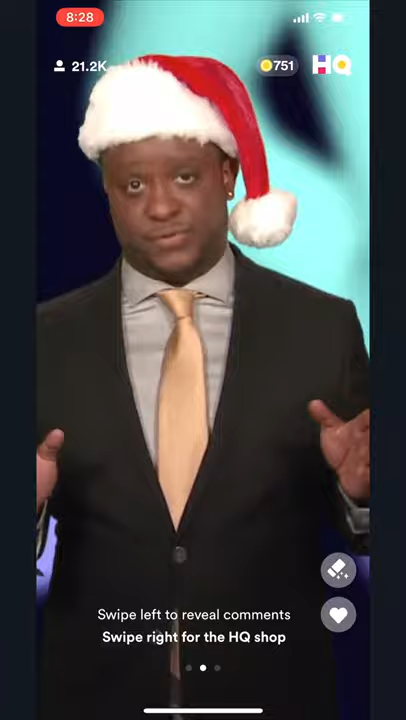 8:28
21.2K
751
HQ
Swipe left to reveal comments
Swipe right for the HQ shop